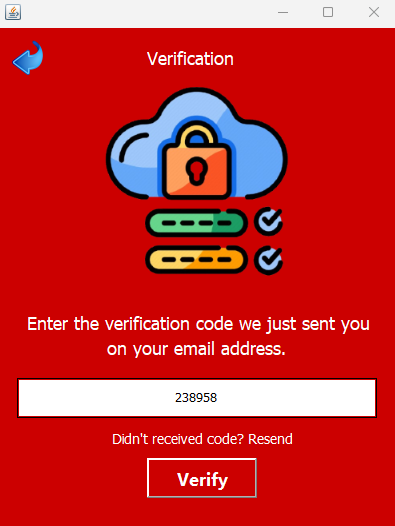 Verification
Enter the verification code we just sent you
on your email address.
238958
Didn't received code? Resend
Verify